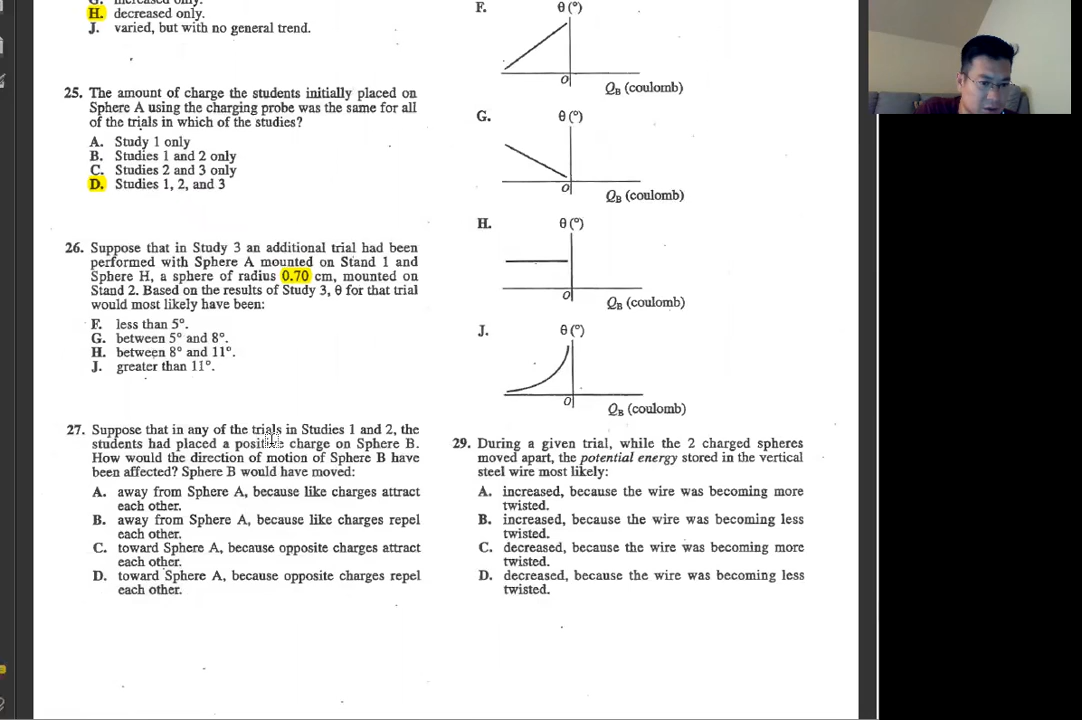 H. decreased only.
J. varied, but with no general trend.
25. The amount of charge the students initially placed on
Sphere A using the charging probe was the same for all
of the trials in which of the studies?
A. Study 1 only
B. Studies 1 and 2 only
C. Studies 2 and 3 only
D. Studies 1, 2, and 3
26. Suppose that in Study 3 an additional trial had been
performed with Sphere A mounted on Stand 1 and
Sphere H, a sphere of radius 0.70 cm, mounted on
Stand 2. Based on the results of Study 3, θ for that trial
would most likely have been:
F. less than 5°.
G. between 5° and 8°.
H. between 8° and 11°.
J. greater than 11°.
27. Suppose that in any of the trials in Studies 1 and 2, the
students had placed a positive charge on Sphere B.
How would the direction of motion of Sphere B have
been affected? Sphere B would have moved:
A. away from Sphere A, because like charges attract
each other.
B. away from Sphere A, because like charges repel
each other.
C. toward Sphere A, because opposite charges attract
each other.
D. toward Sphere A, because opposite charges repel
each other.
F. θ (°)
O
QB (coulomb)
G. θ (°)
O
QB (coulomb)
H. θ (°)
O
QB (coulomb)
J. θ (°)
O
QB (coulomb)
29. During a given trial, while the 2 charged spheres
moved apart, the potential energy stored in the vertical
steel wire most likely:
A. increased, because the wire was becoming more
twisted.
B. increased, because the wire was becoming less
twisted.
C. decreased, because the wire was becoming more
twisted.
D. decreased, because the wire was becoming less
twisted.